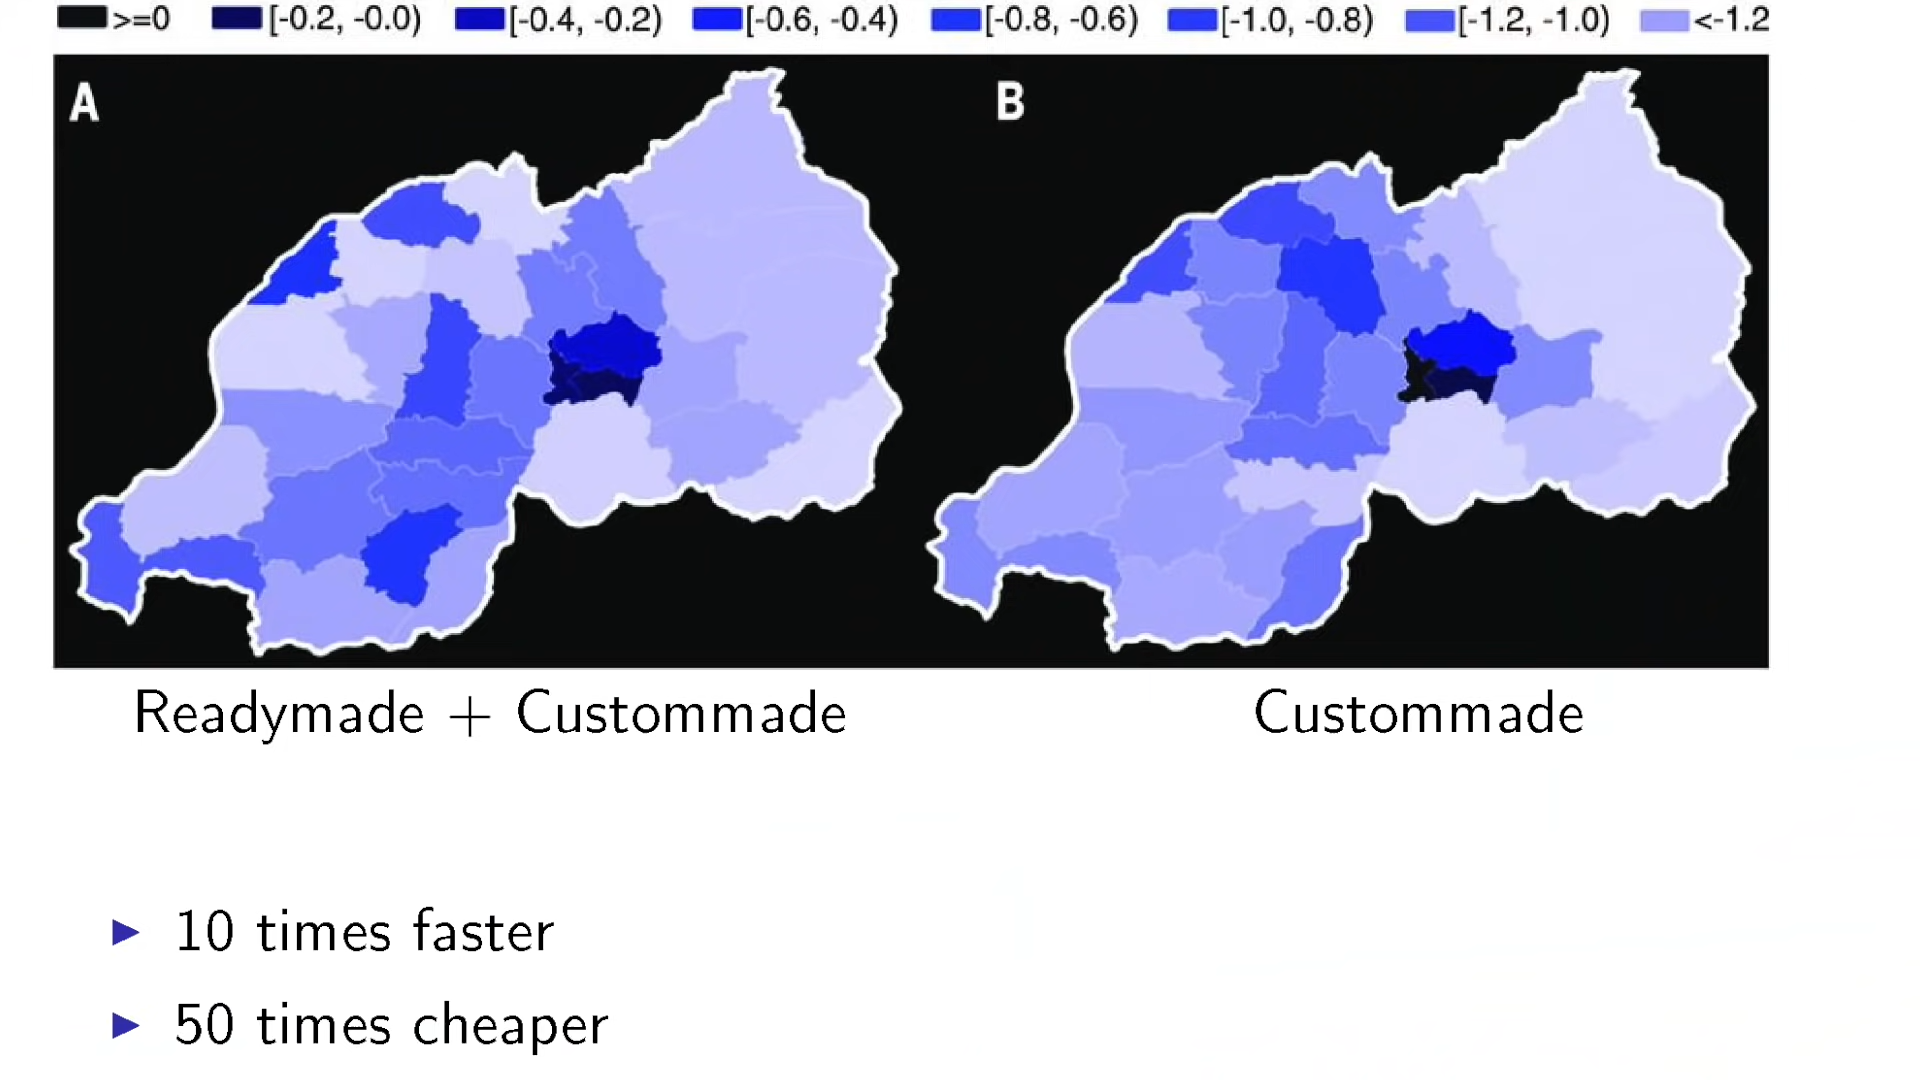 >=0 [-0.2, -0.0) [-0.4, -0.2) [-0.6, -0.4) [-0.8, -0.6) [-1.0, -0.8) [-1.2, -1.0) <-1.2
A B
Readymade + Custommade Custommade
► 10 times faster
► 50 times cheaper